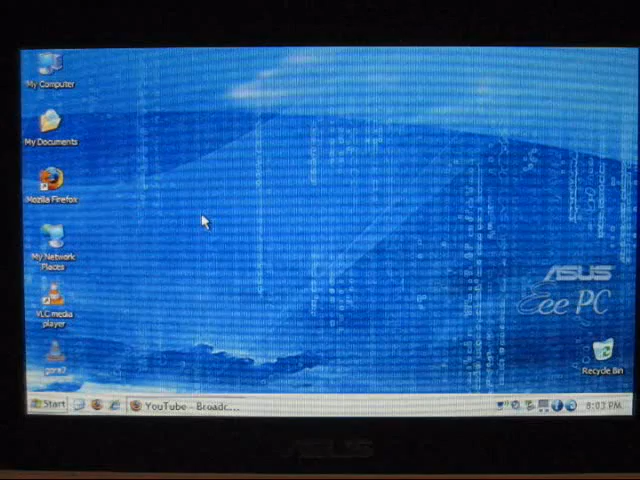 My Computer
My Documents
Mozilla Firefox
My Network
Places
VLC media
player
ASUS
Eee PC
Recycle Bin
Start
YouTube - Broadc...
8:03 PM
ASUS